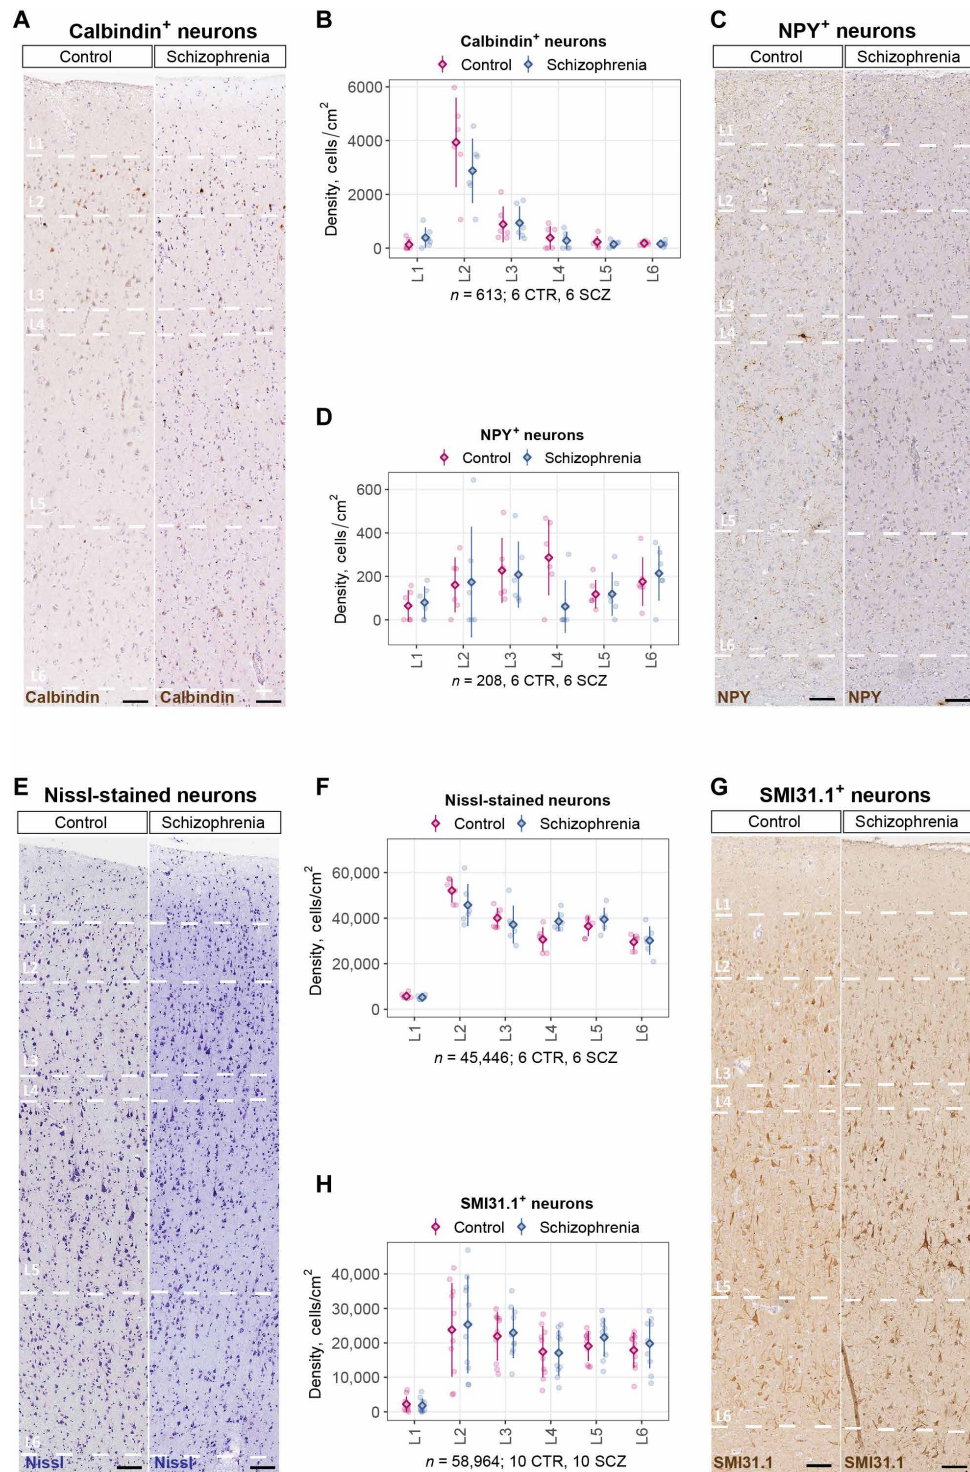 A
Calbindin+ neurons
Control
Schizophrenia
L1
L2
L3
L4
L5
L6
Calbindin
Calbindin
B
Calbindin+ neurons
Control Schizophrenia
Density, cells/cm2
6000
4000
2000
0
L1 L2 L3 L4 L5 L6
n = 613; 6 CTR, 6 SCZ
C
NPY+ neurons
Control
Schizophrenia
L1
L2
L3
L4
L5
L6
NPY
NPY
D
NPY+ neurons
Control Schizophrenia
Density, cells/cm2
600
400
200
0
L1 L2 L3 L4 L5 L6
n = 208, 6 CTR, 6 SCZ
E
Nissl-stained neurons
Control
Schizophrenia
L1
L2
L3
L4
L5
L6
Nissl
Nissl
F
Nissl-stained neurons
Control Schizophrenia
Density, cells/cm2
60,000
40,000
20,000
0
L1 L2 L3 L4 L5 L6
n = 45,446; 6 CTR, 6 SCZ
G
SMI31.1+ neurons
Control
Schizophrenia
L1
L2
L3
L4
L5
L6
SMI31.1
SMI31.1
H
SMI31.1+ neurons
Control Schizophrenia
Density, cells/cm2
40,000
30,000
20,000
10,000
0
L1 L2 L3 L4 L5 L6
n = 58,964; 10 CTR, 10 SCZ